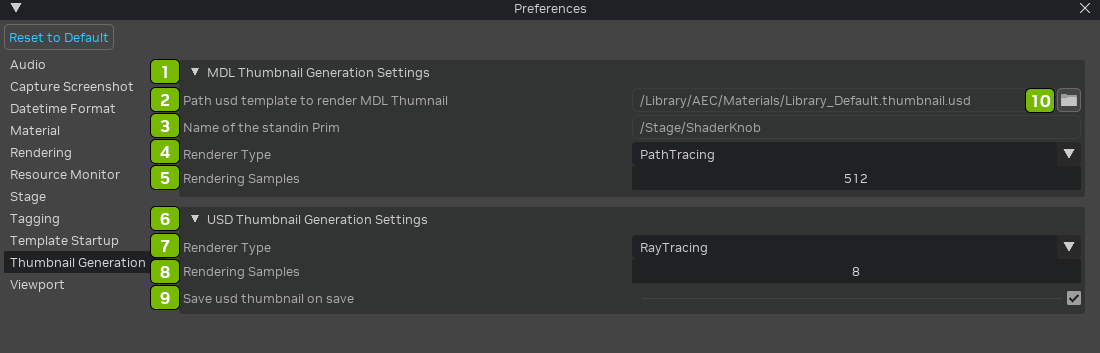 Preferences
Reset to Default
Audio
Capture Screenshot
Datetime Format
Material
Rendering
Resource Monitor
Stage
Tagging
Template Startup
Thumbnail Generation
Viewport
1 MDL Thumbnail Generation Settings
2 Path usd template to render MDL Thumnail /Library/AEC/Materials/Library_Default.thumbnail.usd 10
3 Name of the standin Prim /Stage/ShaderKnob
4 Renderer Type PathTracing
5 Rendering Samples 512
6 USD Thumbnail Generation Settings
7 Renderer Type RayTracing
8 Rendering Samples 8
9 Save usd thumbnail on save